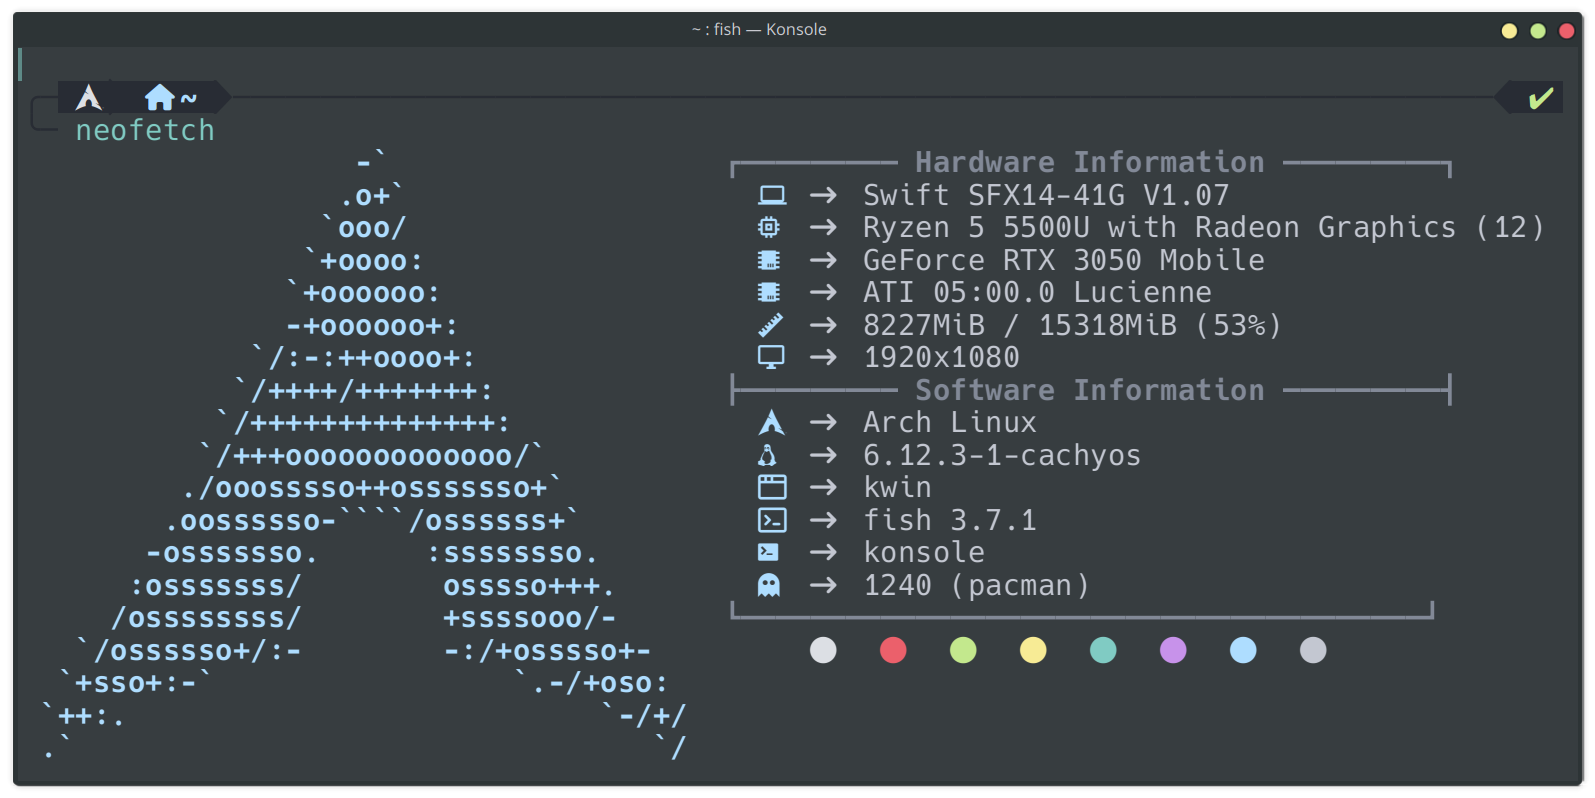 ~ : fish — Konsole
~
neofetch
-`
.o+`
`ooo/
`+oooo:
`+oooooo:
-+oooooo+:
`/:-:++oooo+:
`/++++/+++++++:
`/++++++++++++++:
`/+++ooooooooooooo/`
./ooosssso++osssssso+`
.oossssso-````/ossssss+`
-osssssso.      :ssssssso.
:osssssss/        osssso+++.
/ossssssss/        +ssssooo/-
`/ossssso+/:-        -:/+osssso+-
`+sso+:-`                 `.-/+oso:
`++:.                           `-/+/
.`                                 `/
Hardware Information
→ Swift SFX14-41G V1.07
→ Ryzen 5 5500U with Radeon Graphics (12)
→ GeForce RTX 3050 Mobile
→ ATI 05:00.0 Lucienne
→ 8227MiB / 15318MiB (53%)
→ 1920x1080
Software Information
→ Arch Linux
→ 6.12.3-1-cachyos
→ kwin
→ fish 3.7.1
→ konsole
→ 1240 (pacman)